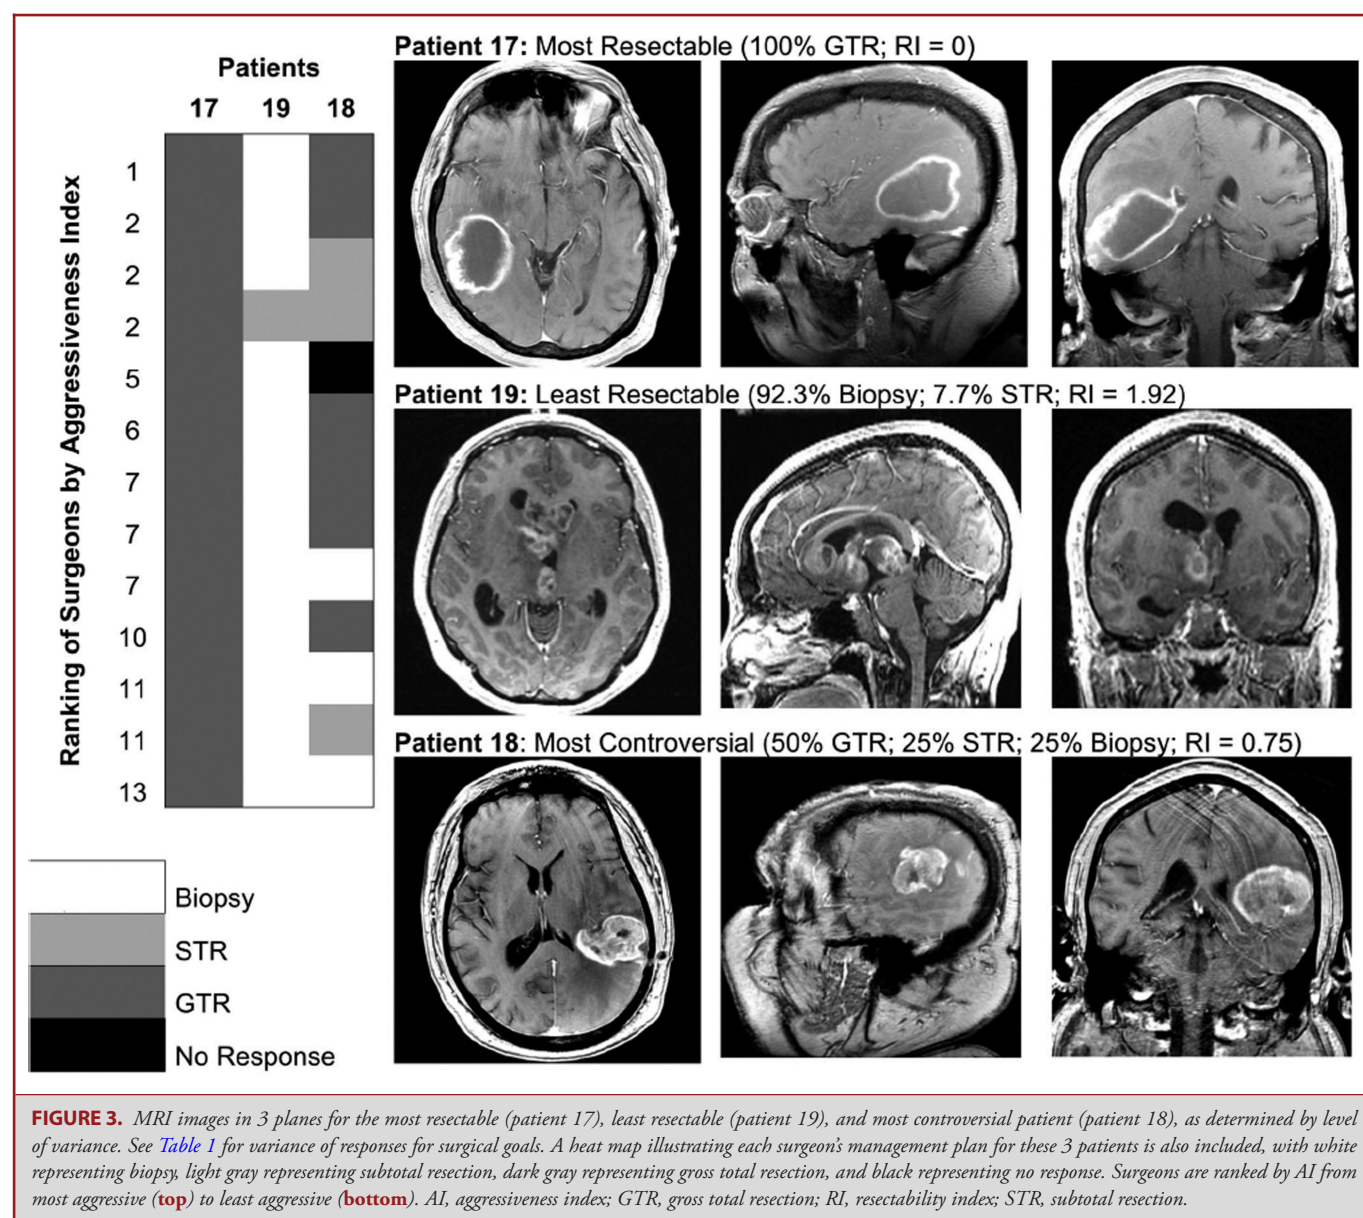 Patients
17 19 18
Ranking of Surgeons by Aggressiveness Index
1
2
2
2
5
6
7
7
7
10
11
11
13
Biopsy
STR
GTR
No Response
Patient 17: Most Resectable (100% GTR; RI = 0)
Patient 19: Least Resectable (92.3% Biopsy; 7.7% STR; RI = 1.92)
Patient 18: Most Controversial (50% GTR; 25% STR; 25% Biopsy; RI = 0.75)
FIGURE 3. MRI images in 3 planes for the most resectable (patient 17), least resectable (patient 19), and most controversial patient (patient 18), as determined by level
of variance. See Table 1 for variance of responses for surgical goals. A heat map illustrating each surgeon's management plan for these 3 patients is also included, with white
representing biopsy, light gray representing subtotal resection, dark gray representing gross total resection, and black representing no response. Surgeons are ranked by AI from
most aggressive (top) to least aggressive (bottom). AI, aggressiveness index; GTR, gross total resection; RI, resectability index; STR, subtotal resection.